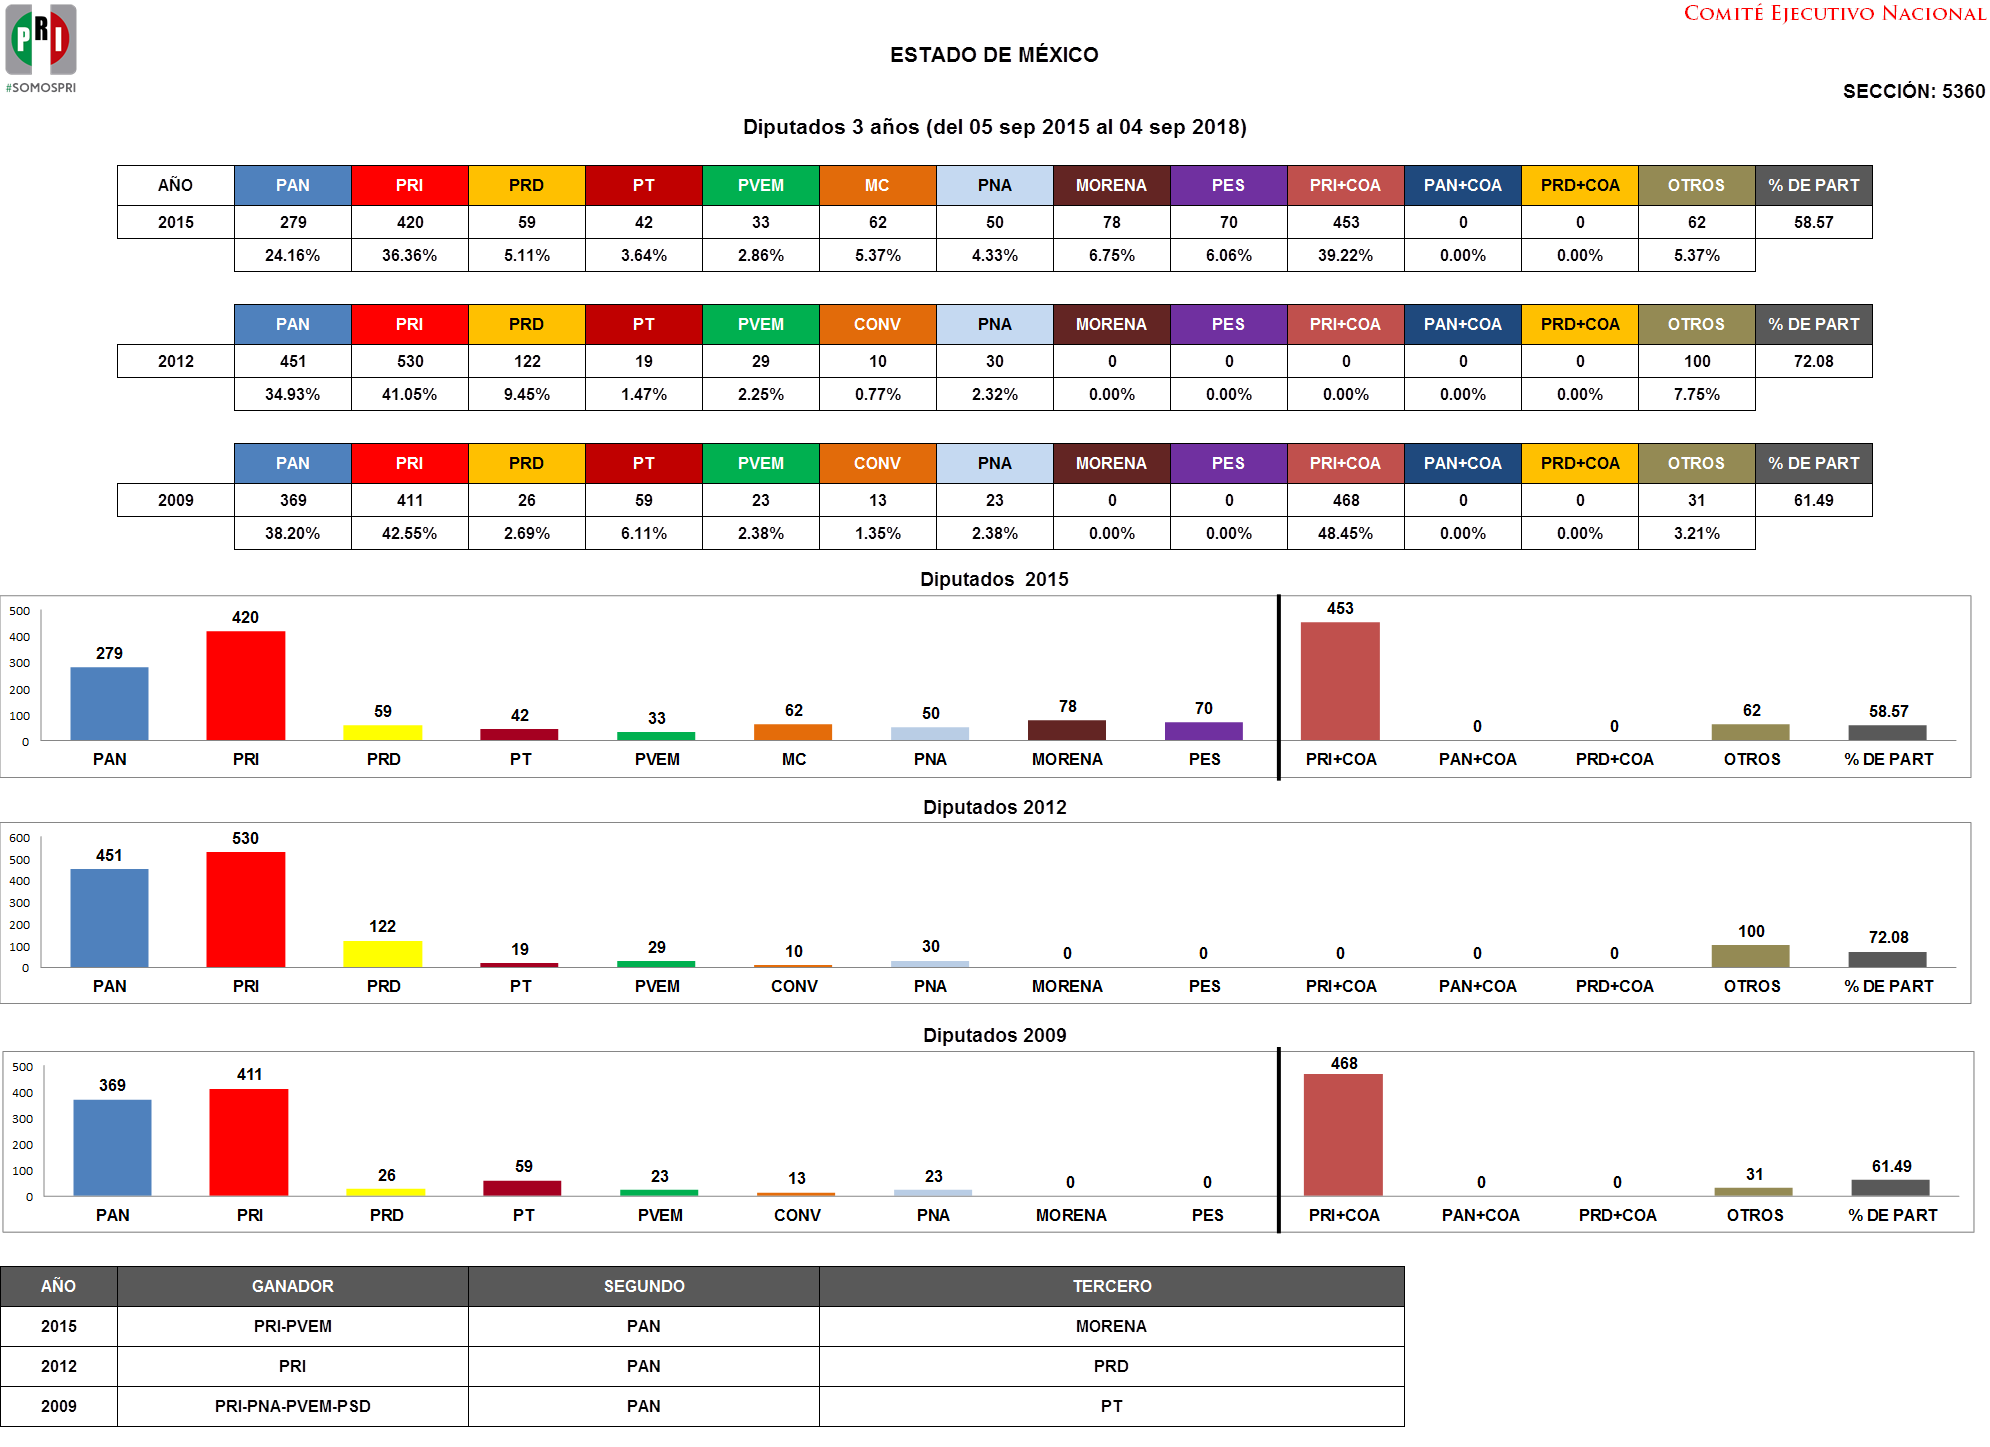 PRI
#SOMOSPRI
COMITÉ EJECUTIVO NACIONAL
ESTADO DE MÉXICO
SECCIÓN: 5360
Diputados 3 años (del 05 sep 2015 al 04 sep 2018)
AÑO PAN PRI PRD PT PVEM MC PNA MORENA PES PRI+COA PAN+COA PRD+COA OTROS % DE PART
2015 279 420 59 42 33 62 50 78 70 453 0 0 62 58.57
24.16% 36.36% 5.11% 3.64% 2.86% 5.37% 4.33% 6.75% 6.06% 39.22% 0.00% 0.00% 5.37%
PAN PRI PRD PT PVEM CONV PNA MORENA PES PRI+COA PAN+COA PRD+COA OTROS % DE PART
2012 451 530 122 19 29 10 30 0 0 0 0 0 100 72.08
34.93% 41.05% 9.45% 1.47% 2.25% 0.77% 2.32% 0.00% 0.00% 0.00% 0.00% 0.00% 7.75%
PAN PRI PRD PT PVEM CONV PNA MORENA PES PRI+COA PAN+COA PRD+COA OTROS % DE PART
2009 369 411 26 59 23 13 23 0 0 468 0 0 31 61.49
38.20% 42.55% 2.69% 6.11% 2.38% 1.35% 2.38% 0.00% 0.00% 48.45% 0.00% 0.00% 3.21%
Diputados 2015
500
400
300
200
100
0
279 420 59 42 33 62 50 78 70 453 0 0 62 58.57
PAN PRI PRD PT PVEM MC PNA MORENA PES PRI+COA PAN+COA PRD+COA OTROS % DE PART
Diputados 2012
600
500
400
300
200
100
0
451 530 122 19 29 10 30 0 0 0 0 0 100 72.08
PAN PRI PRD PT PVEM CONV PNA MORENA PES PRI+COA PAN+COA PRD+COA OTROS % DE PART
Diputados 2009
500
400
300
200
100
0
369 411 26 59 23 13 23 0 0 468 0 0 31 61.49
PAN PRI PRD PT PVEM CONV PNA MORENA PES PRI+COA PAN+COA PRD+COA OTROS % DE PART
AÑO GANADOR SEGUNDO TERCERO
2015 PRI-PVEM PAN MORENA
2012 PRI PAN PRD
2009 PRI-PNA-PVEM-PSD PAN PT